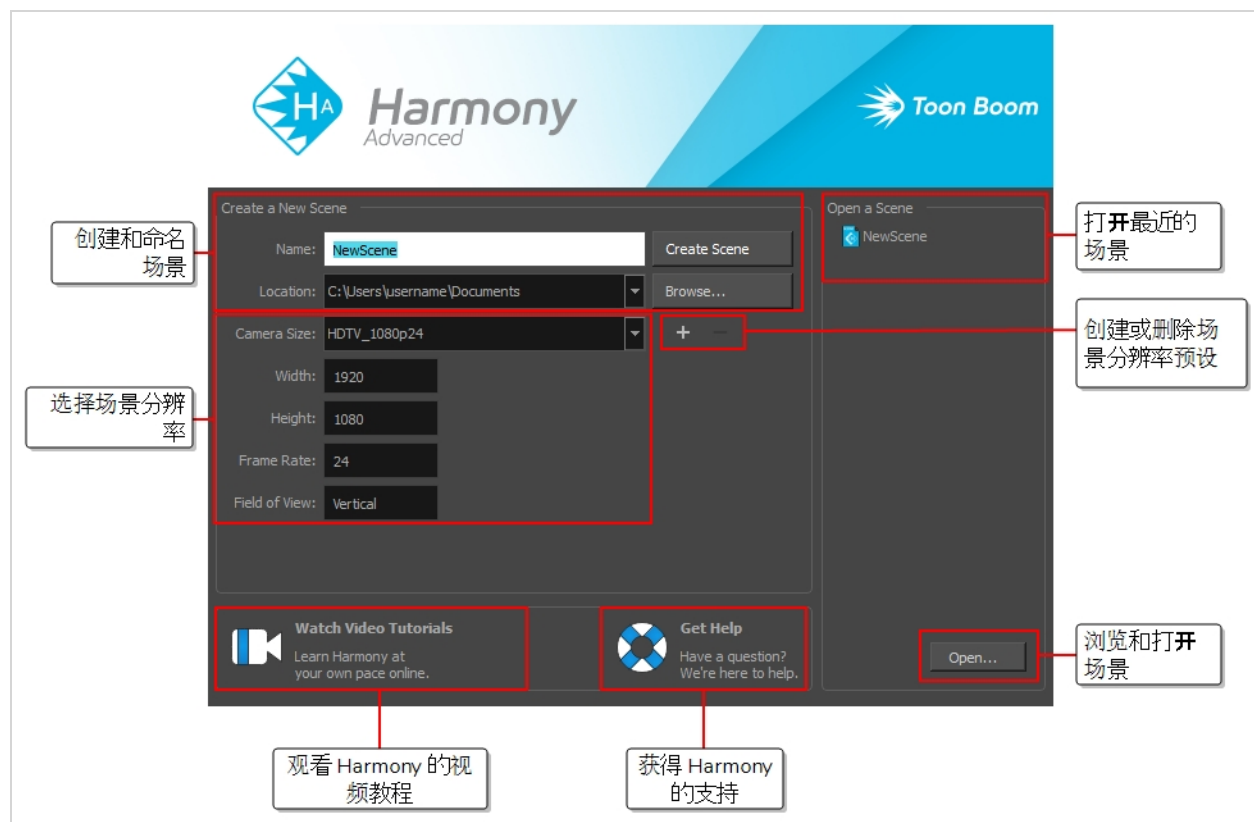 HA
Harmony
Advanced
Toon Boom
Create a New Scene
Name:
NewScene
Create Scene
Location:
C:\Users\username\Documents
Browse...
Camera Size:
HDTV_1080p24
+ −
Width:
1920
Height:
1080
Frame Rate:
24
Field of View:
Vertical
Open a Scene
NewScene
Watch Video Tutorials
Learn Harmony at
your own pace online.
Get Help
Have a question?
We're here to help.
Open...
创建和命名
场景
选择场景分辨
率
打开最近的
场景
创建或删除场
景分辨率预设
浏览和打开
场景
观看 Harmony 的视
频教程
获得 Harmony
的支持